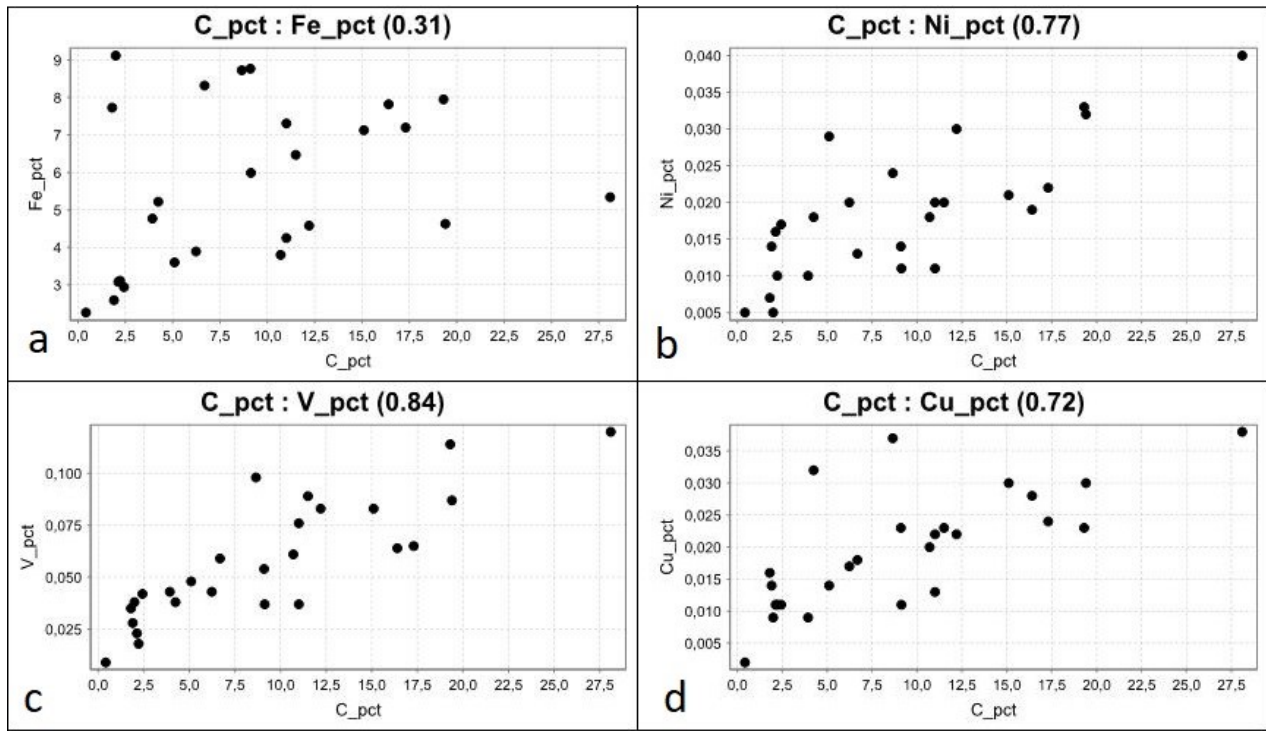 C_pct : Fe_pct (0.31)
9
8
7
6
5
4
3
Fe_pct
0,0 2,5 5,0 7,5 10,0 12,5 15,0 17,5 20,0 22,5 25,0 27,5
C_pct
a
C_pct : Ni_pct (0.77)
0,040
0,035
0,030
0,025
0,020
0,015
0,010
0,005
Ni_pct
0,0 2,5 5,0 7,5 10,0 12,5 15,0 17,5 20,0 22,5 25,0 27,5
C_pct
b
C_pct : V_pct (0.84)
0,100
0,075
0,050
0,025
V_pct
0,0 2,5 5,0 7,5 10,0 12,5 15,0 17,5 20,0 22,5 25,0 27,5
C_pct
c
C_pct : Cu_pct (0.72)
0,035
0,030
0,025
0,020
0,015
0,010
0,005
Cu_pct
0,0 2,5 5,0 7,5 10,0 12,5 15,0 17,5 20,0 22,5 25,0 27,5
C_pct
d